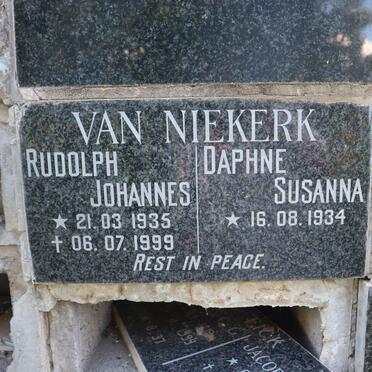 VAN NIEKERK
RUDOLPH JOHANNES
★ 21.03 1935
✝ 06.07.1999
DAPHNE SUSANNA
★ 16.08.1934
REST IN PEACE.